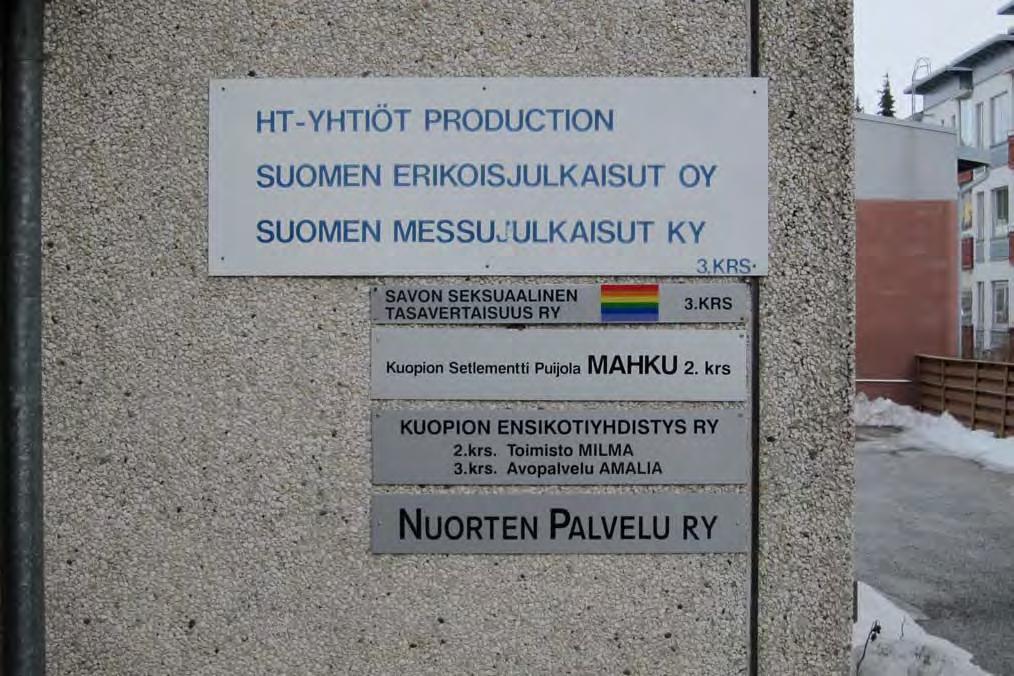 HT-YHTIÖT PRODUCTION
SUOMEN ERIKOISJULKAISUT OY
SUOMEN MESSUJULKAISUT KY
3.KRS.
SAVON SEKSUAALINEN
TASAVERTAISUUS RY 3.KRS
Kuopion Setlementti Puijola MAHKU 2. krs
KUOPION ENSIKOTIYHDISTYS RY
2.krs. Toimisto MILMA
3.krs. Avopalvelu AMALIA
NUORTEN PALVELU RY